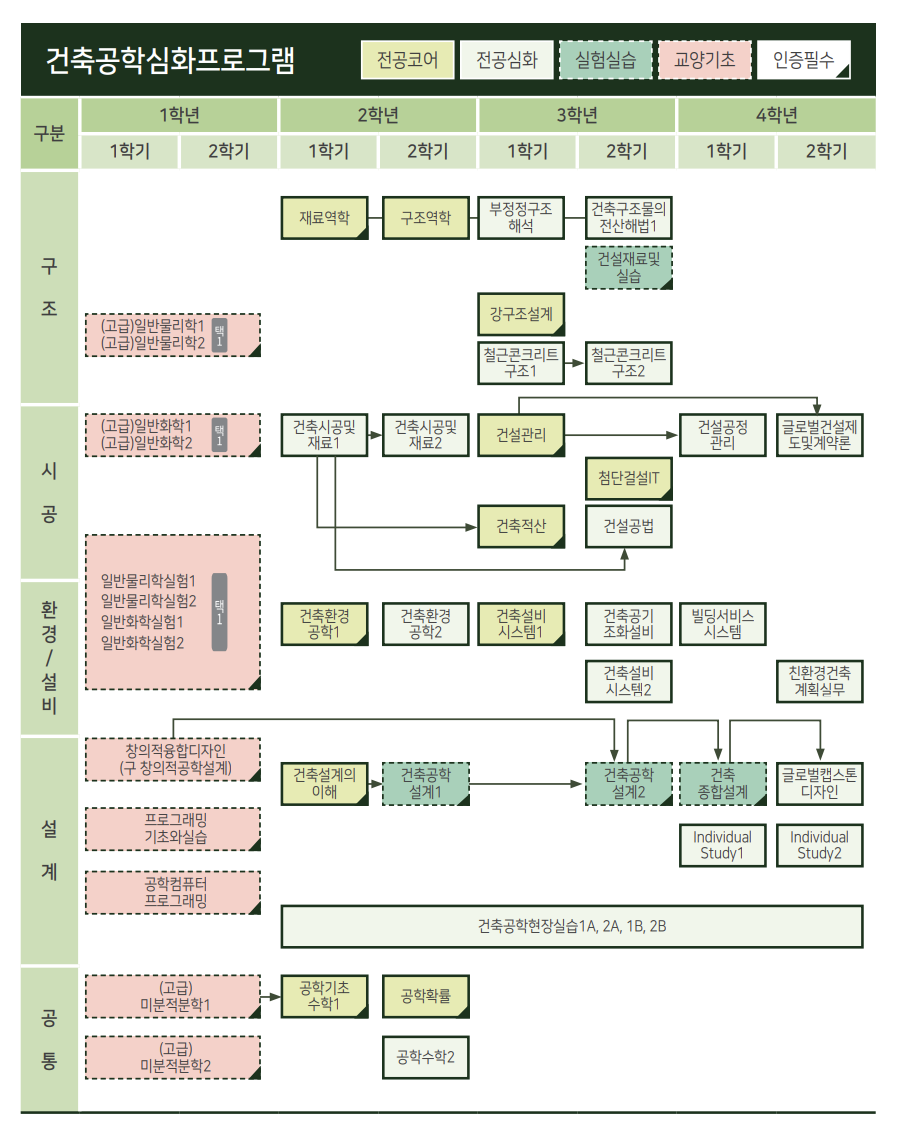 건축공학심화프로그램
전공코어
전공심화
실험실습
교양기초
인증필수
구분
1학년
2학년
3학년
4학년
1학기
2학기
1학기
2학기
1학기
2학기
1학기
2학기
구
조
재료역학
구조역학
부정정구조
해석
건축구조물의
전산해법1
건설재료및
실습
(고급)일반물리학1
(고급)일반물리학2
택
1
강구조설계
철근콘크리트
구조1
철근콘크리트
구조2
시
공
(고급)일반화학1
(고급)일반화학2
택
1
건축시공및
재료1
건축시공및
재료2
건설관리
건설공정
관리
글로벌건설제
도및계약론
첨단걸설IT
건축적산
건설공법
일반물리학실험1
일반물리학실험2
일반화학실험1
일반화학실험2
택
1
환
경
/
설
비
건축환경
공학1
건축환경
공학2
건축설비
시스템1
건축공기
조화설비
빌딩서비스
시스템
건축설비
시스템2
친환경건축
계획실무
설
계
창의적융합디자인
(구 창의적공학설계)
건축설계의
이해
건축공학
설계1
건축공학
설계2
건축
종합설계
글로벌캡스톤
디자인
프로그래밍
기초와실습
Individual
Study1
Individual
Study2
공학컴퓨터
프로그래밍
건축공학현장실습1A, 2A, 1B, 2B
공
통
(고급)
미분적분학1
공학기초
수학1
공학확률
(고급)
미분적분학2
공학수학2